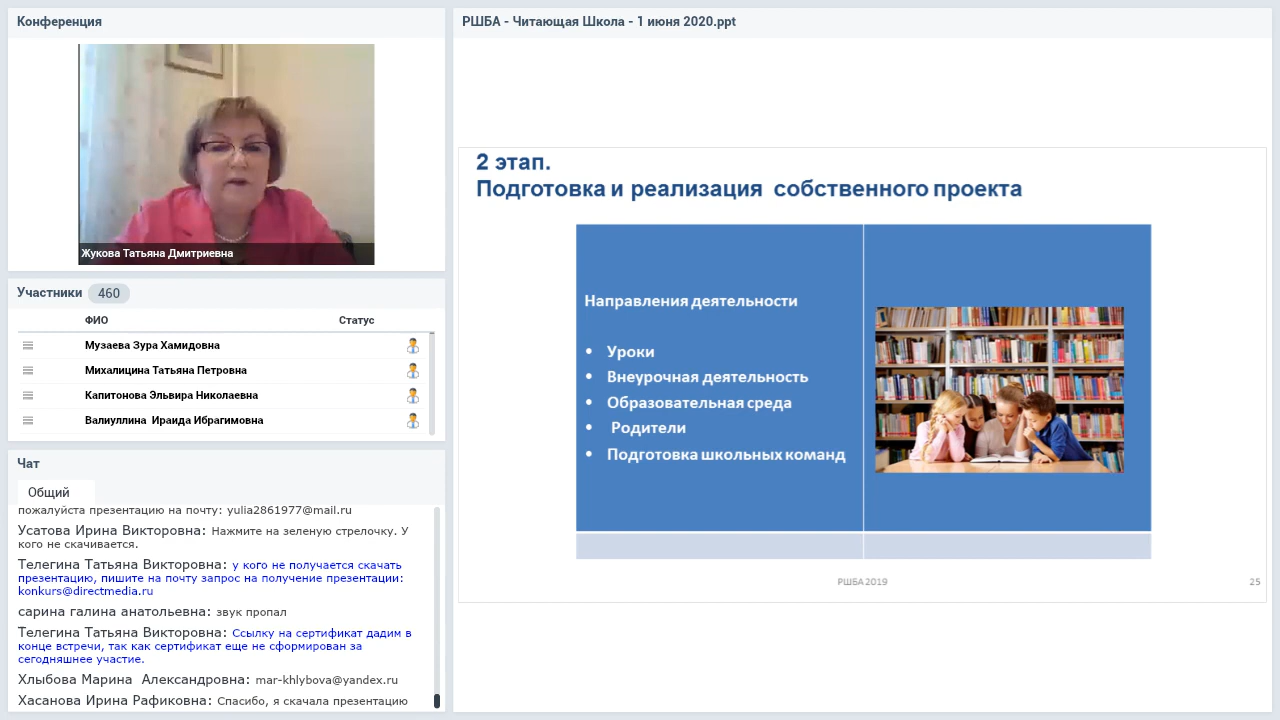 Конференция
Жукова Татьяна Дмитриевна
Участники 460
ФИО Статус
Музаева Зура Хамидовна
Михалицина Татьяна Петровна
Капитонова Эльвира Николаевна
Валиуллина Ираида Ибрагимовна
Чат
Общий
пожалуйста презентацию на почту: yulia2861977@mail.ru
Усатова Ирина Викторовна: Нажмите на зеленую стрелочку. У
кого не скачивается.
Телегина Татьяна Викторовна: у кого не получается скачать
презентацию, пишите на почту запрос на получение презентации:
konkurs@directmedia.ru
сарина галина анатольевна: звук пропал
Телегина Татьяна Викторовна: Ссылку на сертификат дадим в
конце встречи, так как сертификат еще не сформирован за
сегодняшнее участие.
Хлыбова Марина Александровна: mar-khlybova@yandex.ru
Хасанова Ирина Рафиковна: Спасибо, я скачала презентацию
РШБА - Читающая Школа - 1 июня 2020.ppt
2 этап.
Подготовка и реализация собственного проекта
Направления деятельности
• Уроки
• Внеурочная деятельность
• Образовательная среда
• Родители
• Подготовка школьных команд
РШБА 2019
25